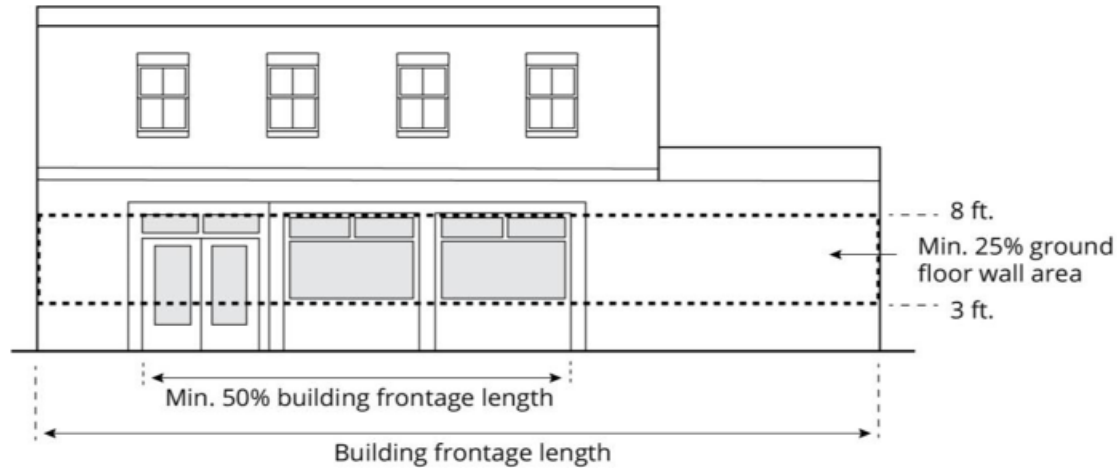 8 ft.
Min. 25% ground
floor wall area
3 ft.
Min. 50% building frontage length
Building frontage length